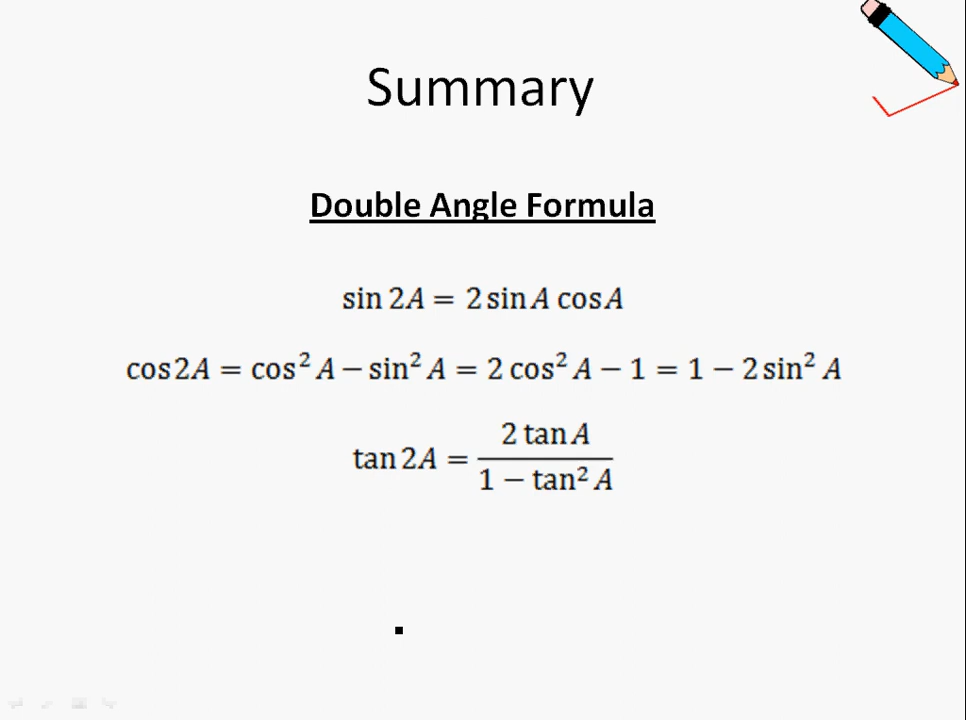 Summary
Double Angle Formula
sin 2A = 2 sin A cos A
cos 2A = cos² A − sin² A = 2 cos² A − 1 = 1 − 2 sin² A
tan 2A = 2 tan A / 1 − tan² A